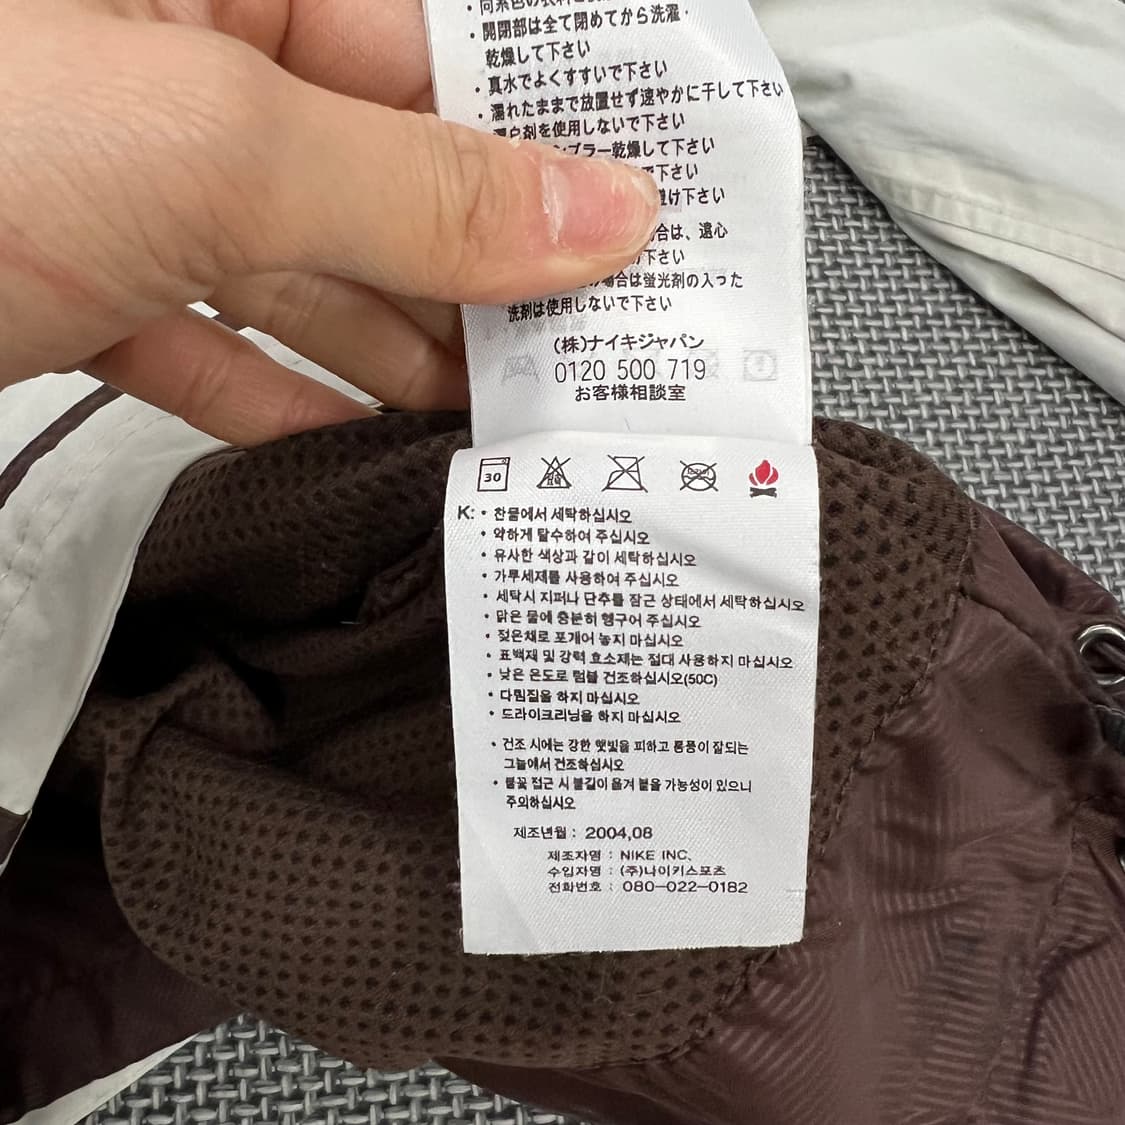 ・開閉部は全て閉めてから洗濯・
乾燥して下さい
・真水でよくすすいで下さい
・濡れたままで放置せず速やかに干して下さい
白剤を使用しないで下さい
ンブラー乾燥して下さい
で下さい
避け下さい
合は、遠心
下さい
場合は蛍光剤の入った
洗剤は使用しないで下さい
(株)ナイキジャパン
0120 500 719
お客様相談室
30
K: • 찬물에서 세탁하십시오
• 약하게 탈수하여 주십시오
• 유사한 색상과 같이 세탁하십시오
• 가루세제를 사용하여 주십시오
• 세탁시 지퍼나 단추를 잠근 상태에서 세탁하십시오
• 맑은 물에 충분히 헹구어 주십시오
• 젖은채로 포개어 놓지 마십시오
• 표백재 및 강력 효소제는 절대 사용하지 마십시오
• 낮은 온도로 텀블 건조하십시오(50C)
• 다림질을 하지 마십시오
• 드라이크리닝을 하지 마십시오
• 건조 시에는 강한 햇빛을 피하고 통풍이 잘되는
그늘에서 건조하십시오
• 불꽃 접근 시 불길이 옮겨 붙을 가능성이 있으니
주의하십시오
제조년월 : 2004,08
제조자명 : NIKE INC,
수입자명 : (주)나이키스포츠
전화번호 : 080-022-0182